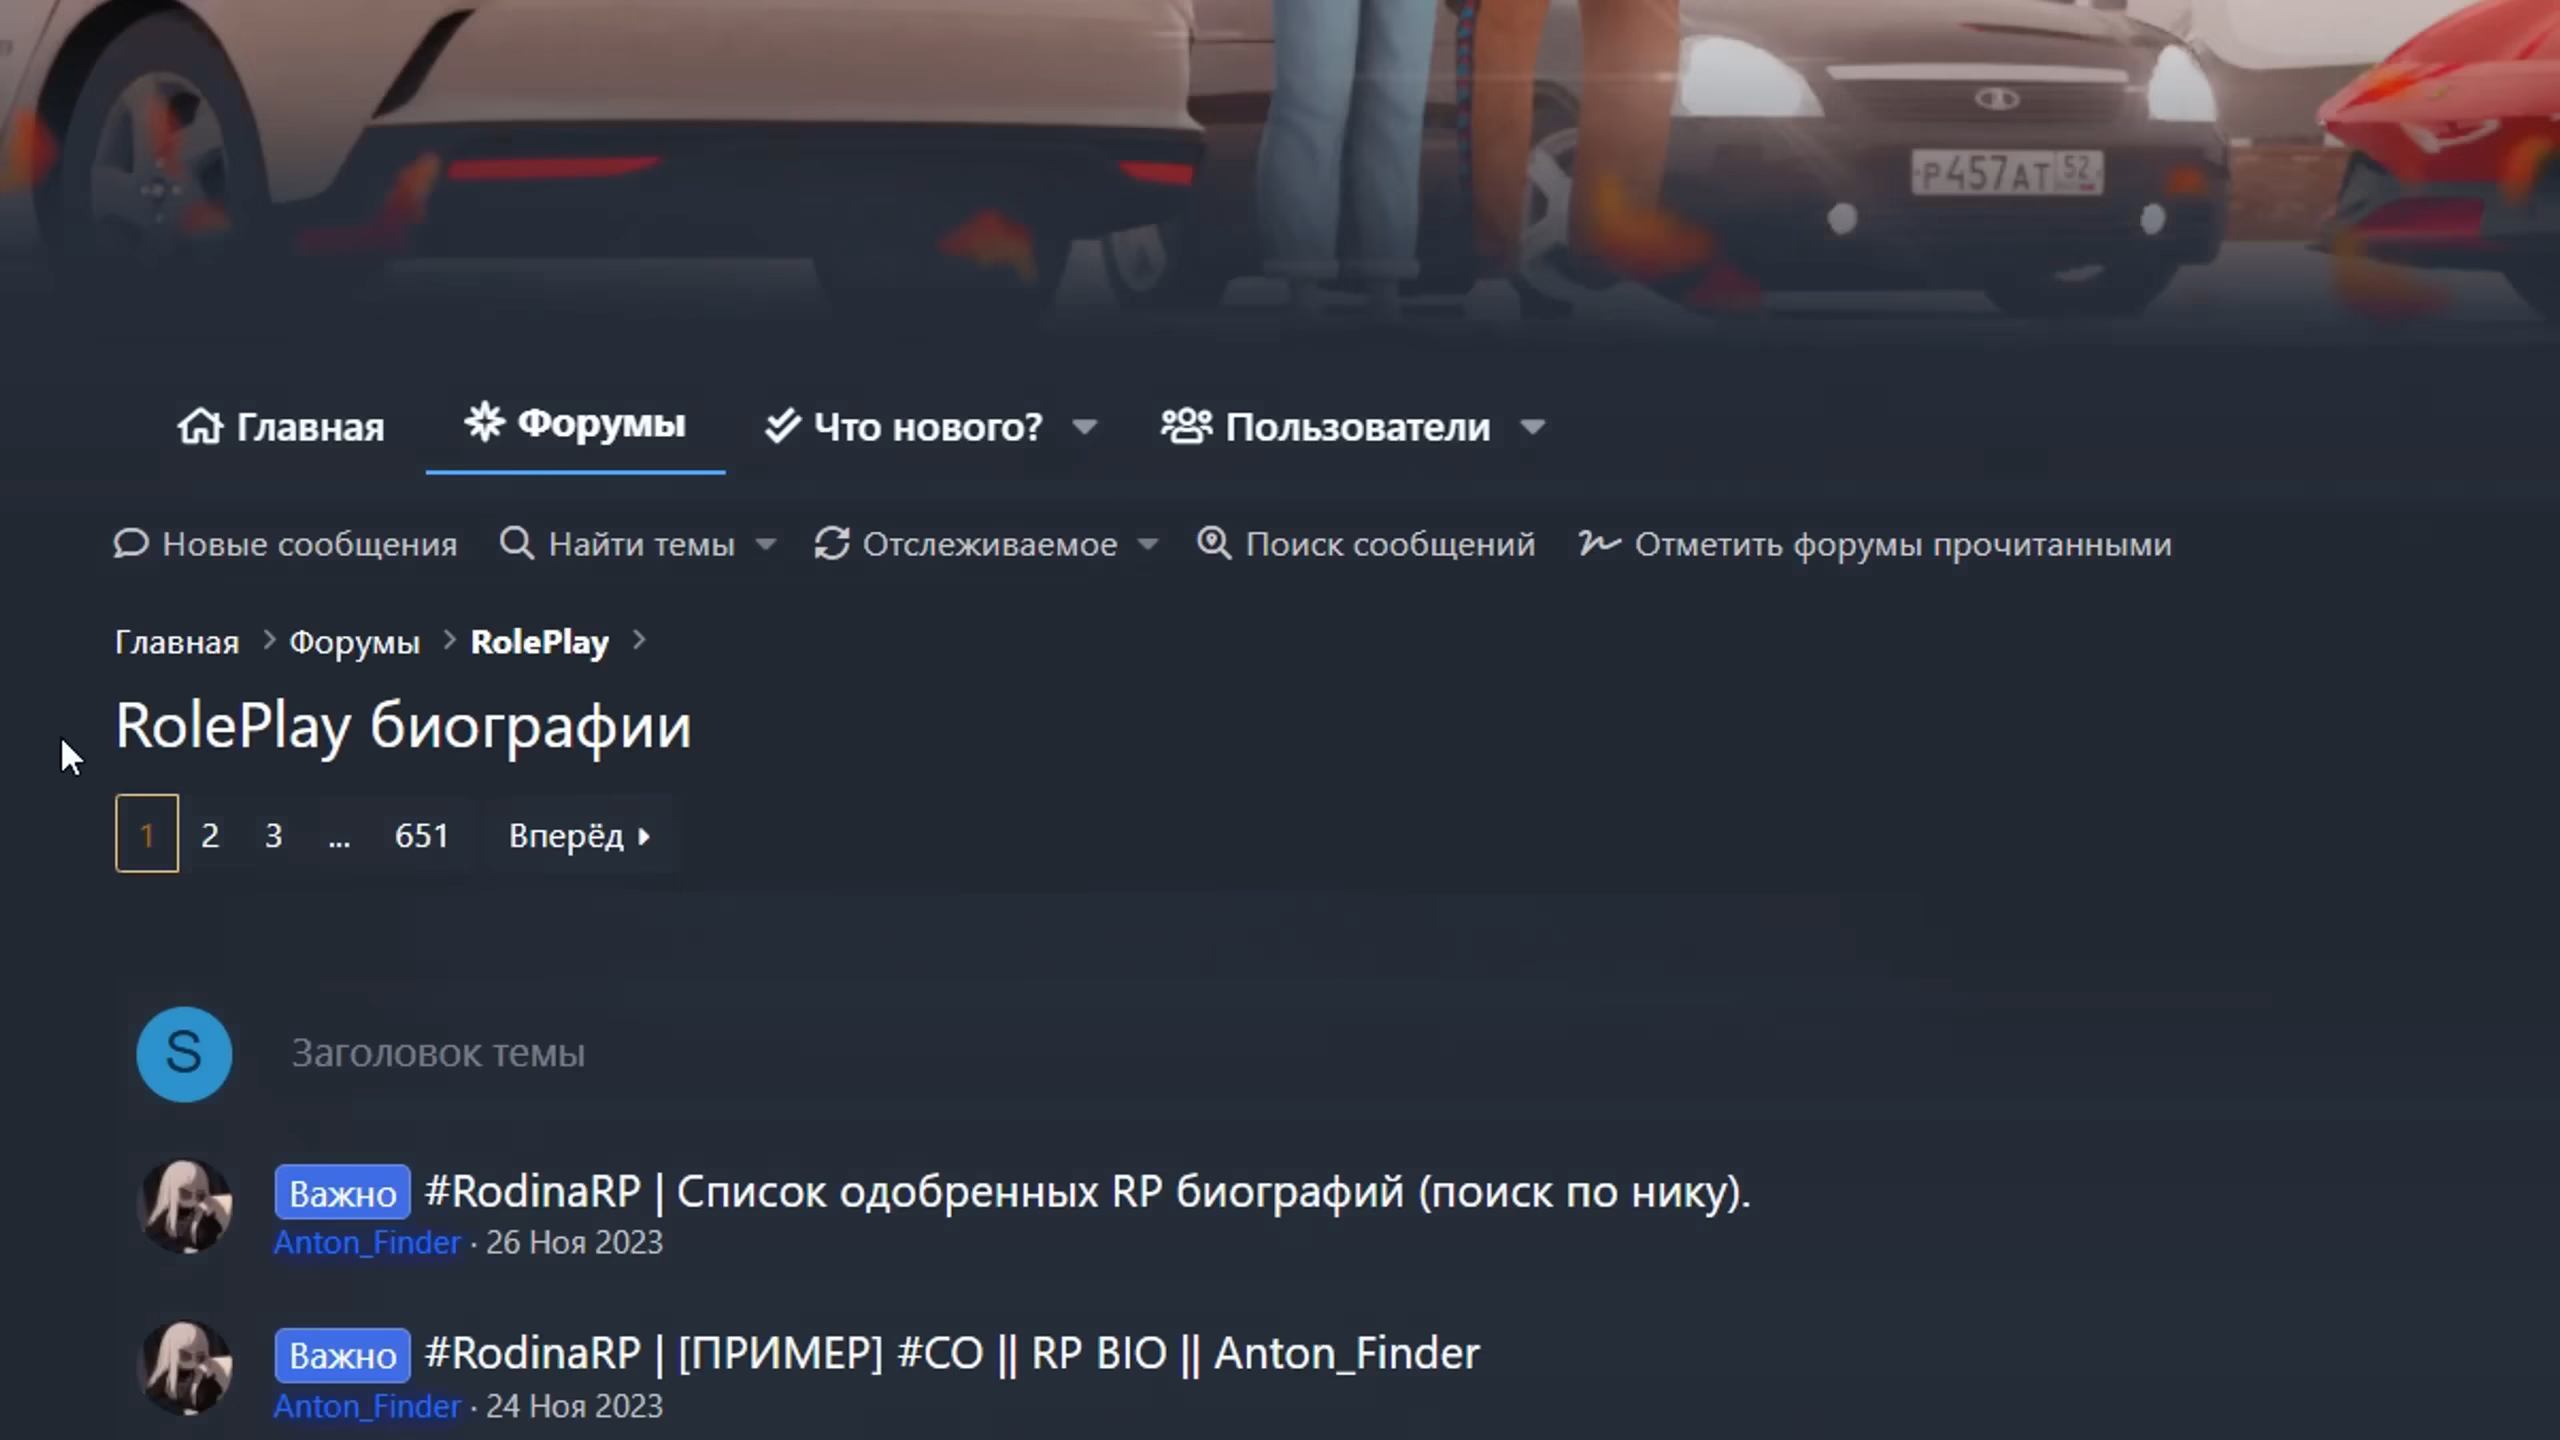 Р457АТ 52
Главная Форумы Что нового? Пользователи
Новые сообщения Найти темы Отслеживаемое Поиск сообщений Отметить форумы прочитанными
Главная Форумы RolePlay
RolePlay биографии
1 2 3 ... 651 Вперёд
S Заголовок темы
Важно #RodinaRP | Список одобренных RP биографий (поиск по нику).
Anton_Finder · 26 Ноя 2023
Важно #RodinaRP | [ПРИМЕР] #СО || RP BIO || Anton_Finder
Anton_Finder · 24 Ноя 2023